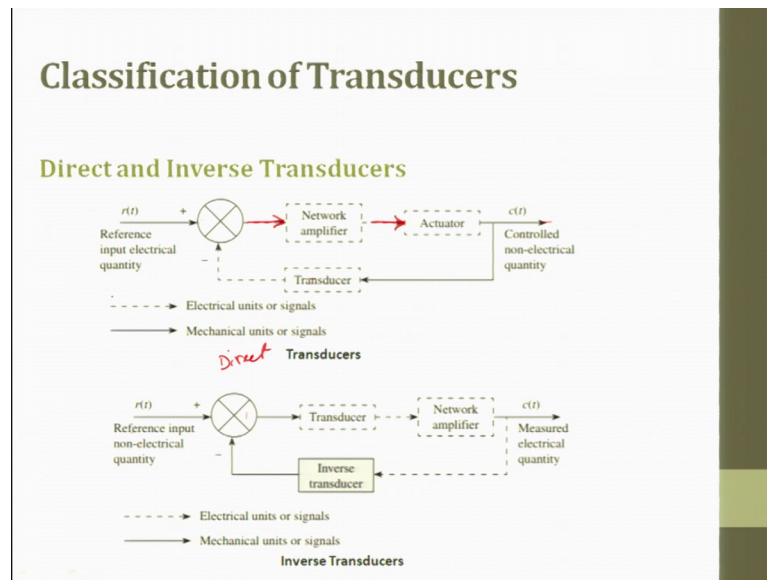 Classification of Transducers
Direct and Inverse Transducers
r(t)
+
Network
amplifier
Actuator
c(t)
Reference
input electrical
quantity
Controlled
non-electrical
quantity
–
Transducer
Electrical units or signals
Mechanical units or signals
Direct Transducers
r(t)
+
Transducer
Network
amplifier
c(t)
Reference input
non-electrical
quantity
Measured
electrical
quantity
–
Inverse
transducer
Electrical units or signals
Mechanical units or signals
Inverse Transducers